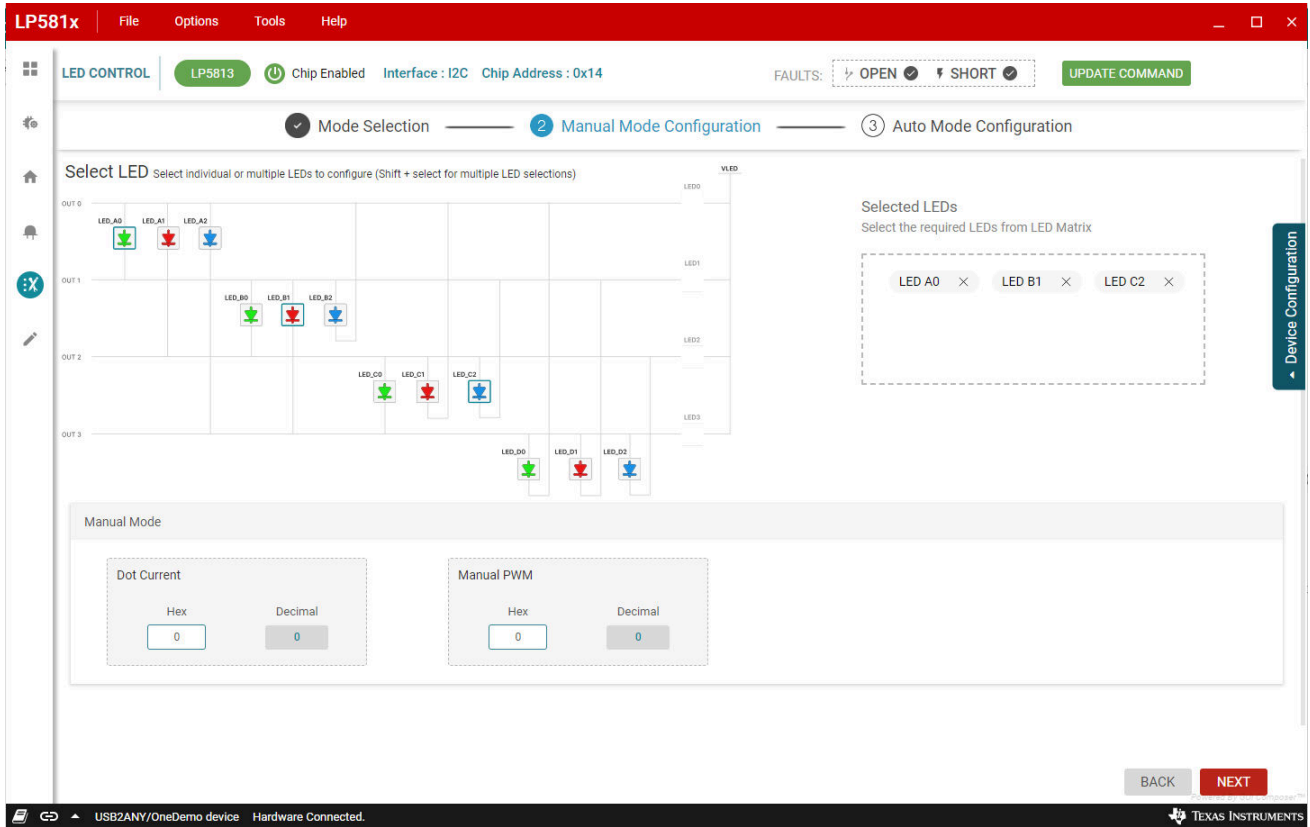 LP581x File Options Tools Help
LED CONTROL LP5813 Chip Enabled Interface : I2C Chip Address : 0x14 FAULTS: OPEN SHORT UPDATE COMMAND
Mode Selection 2 Manual Mode Configuration 3 Auto Mode Configuration
Select LED Select individual or multiple LEDs to configure (Shift + select for multiple LED selections)
VLED
LED0
OUT 0
LED_A0 LED_A1 LED_A2
LED1
OUT 1
LED_B0 LED_B1 LED_B2
LED2
OUT 2
LED_C0 LED_C1 LED_C2
LED3
OUT 3
LED_D0 LED_D1 LED_D2
Selected LEDs
Select the required LEDs from LED Matrix
LED A0 LED B1 LED C2
Device Configuration
Manual Mode
Dot Current Manual PWM
Hex Decimal Hex Decimal
0 0 0 0
BACK NEXT
Powered By GUI Composer™
USB2ANY/OneDemo device Hardware Connected. TEXAS INSTRUMENTS